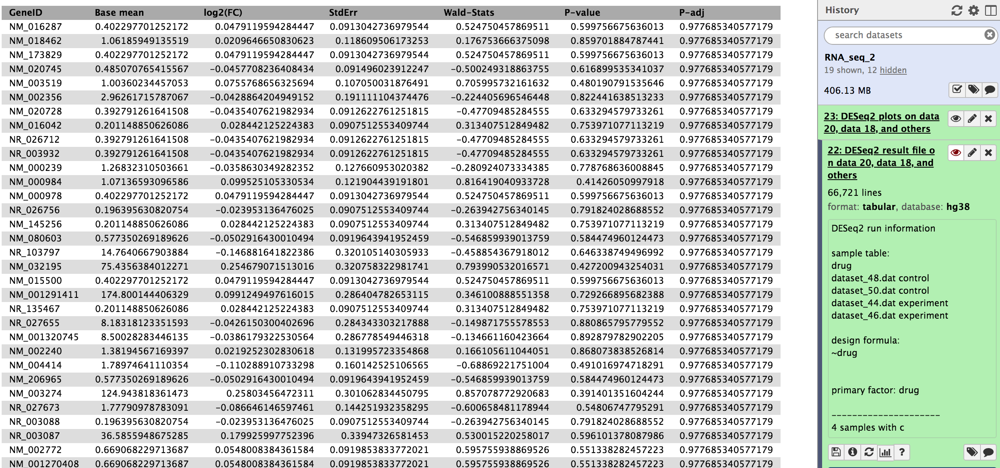 GeneID Base mean log2(FC) StdErr Wald-Stats P-value P-adj
NM_016287 0.402297701252172 0.0479119594284447 0.0913042736979544 0.524750457869511 0.599756675636013 0.977685340577179
NM_018462 1.06185949135519 0.0209646650830623 0.118609506173253 0.176753666375098 0.859701884787441 0.977685340577179
NM_173829 0.402297701252172 0.0479119594284447 0.0913042736979544 0.524750457869511 0.599756675636013 0.977685340577179
NM_020745 0.485070765415567 -0.0457708236408434 0.091496023912247 -0.500249318863755 0.616899535341037 0.977685340577179
NM_003519 1.00360234457053 0.0755768656325694 0.107050031876491 0.705995732161632 0.480190791535646 0.977685340577179
NM_002356 2.96261715787067 -0.0428864204949152 0.191111104374476 -0.224405696546448 0.822441638513233 0.977685340577179
NM_020728 0.392791261641508 -0.0435407621982934 0.0912622761251815 -0.47709485284555 0.633294579733261 0.977685340577179
NM_016042 0.201148850626086 0.028442125224383 0.0907512553409744 0.313407512849482 0.753971077113219 0.977685340577179
NR_026712 0.392791261641508 -0.0435407621982934 0.0912622761251815 -0.47709485284555 0.633294579733261 0.977685340577179
NR_003932 0.392791261641508 -0.0435407621982934 0.0912622761251815 -0.47709485284555 0.633294579733261 0.977685340577179
NM_000239 1.26832310503661 -0.0358630349282352 0.127660953020382 -0.280924073334385 0.778768636008845 0.977685340577179
NM_000984 1.07136593096586 0.099525105330534 0.121904439191801 0.816419040933728 0.41426050997918 0.977685340577179
NM_000978 0.402297701252172 0.0479119594284447 0.0913042736979544 0.524750457869511 0.599756675636013 0.977685340577179
NR_026756 0.196395630820754 -0.023953136476025 0.0907512553409744 -0.263942756340145 0.791824028688552 0.977685340577179
NM_145256 0.201148850626086 0.028442125224383 0.0907512553409744 0.313407512849482 0.753971077113219 0.977685340577179
NM_080603 0.577350269189626 -0.0502916430010494 0.0919643941952459 -0.546859939013759 0.584474960124473 0.977685340577179
NR_103797 14.7640667903884 -0.146881641822386 0.320105140305933 -0.458854367918012 0.646338749496992 0.977685340577179
NM_032195 75.4356384012271 0.254679071513016 0.320758322981741 0.793990532016571 0.427200943254031 0.977685340577179
NM_015500 0.402297701252172 0.0479119594284447 0.0913042736979544 0.524750457869511 0.599756675636013 0.977685340577179
NM_001291411 174.800144406329 0.0991249497616015 0.286404782653115 0.346100888551358 0.729266895682388 0.977685340577179
NR_135467 0.201148850626086 0.028442125224383 0.0907512553409744 0.313407512849482 0.753971077113219 0.977685340577179
NR_027655 8.18318123351593 -0.0426150300402696 0.284343303217888 -0.149871755578553 0.880865795779552 0.977685340577179
NM_001320745 8.50028283446135 -0.0386179322530564 0.286778549446318 -0.134661160423664 0.892879782902205 0.977685340577179
NM_002240 1.38194567169397 0.0219252302830618 0.131995723354868 0.166105611044051 0.868073838526814 0.977685340577179
NM_004414 1.78974641110354 -0.110288910733298 0.160142525106565 -0.68869221751004 0.491016974718291 0.977685340577179
NM_206965 0.577350269189626 -0.0502916430010494 0.0919643941952459 -0.546859939013759 0.584474960124473 0.977685340577179
NM_003274 124.943818361473 0.25803456472311 0.301062834450795 0.857078772920683 0.391401351604244 0.977685340577179
NR_027673 1.77790978783091 -0.086646146597461 0.144251932358295 -0.600658481178944 0.54806747795291 0.977685340577179
NR_003088 0.196395630820754 -0.023953136476025 0.0907512553409744 -0.263942756340145 0.791824028688552 0.977685340577179
NR_003087 36.5855948675285 0.179925997752396 0.33947326581453 0.530015220258017 0.596101378087986 0.977685340577179
NM_002772 0.669068229713687 0.0548008384361584 0.0919853833772021 0.595755938869526 0.551338282457223 0.977685340577179
NM_001270408 0.669068229713687 0.0548008384361584 0.0919853833772021 0.595755938869526 0.551338282457223 0.977685340577179
History
search datasets
RNA_seq_2
19 shown, 12 hidden
406.13 MB
23: DESeq2 plots on data
20, data 18, and others
22: DESeq2 result file o
n data 20, data 18, and
others
66,721 lines
format: tabular, database: hg38
DESeq2 run information
sample table:
drug
dataset_48.dat control
dataset_50.dat control
dataset_44.dat experiment
dataset_46.dat experiment
design formula:
~drug
primary factor: drug
---------------------
4 samples with c
?